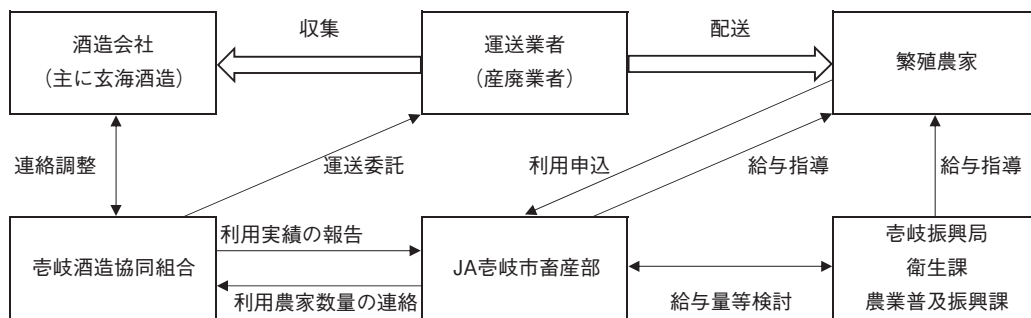 酒造会社
（主に玄海酒造）
収集
運送業者
（産廃業者）
配送
繁殖農家
連絡調整
運送委託
利用申込
給与指導
給与指導
壱岐酒造協同組合
利用実績の報告
利用農家数量の連絡
JA壱岐市畜産部
給与量等検討
壱岐振興局
衛生課
農業普及振興課